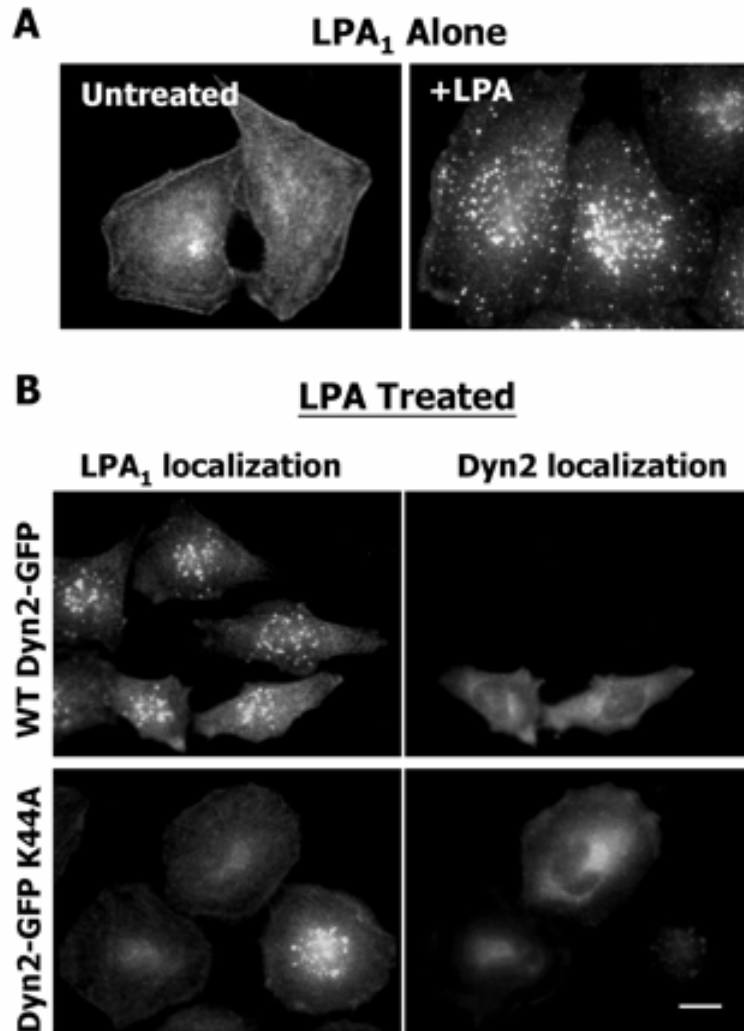 A
LPA₁ Alone
Untreated
+LPA
B
LPA Treated
LPA₁ localization
Dyn2 localization
WT Dyn2-GFP
Dyn2-GFP K44A